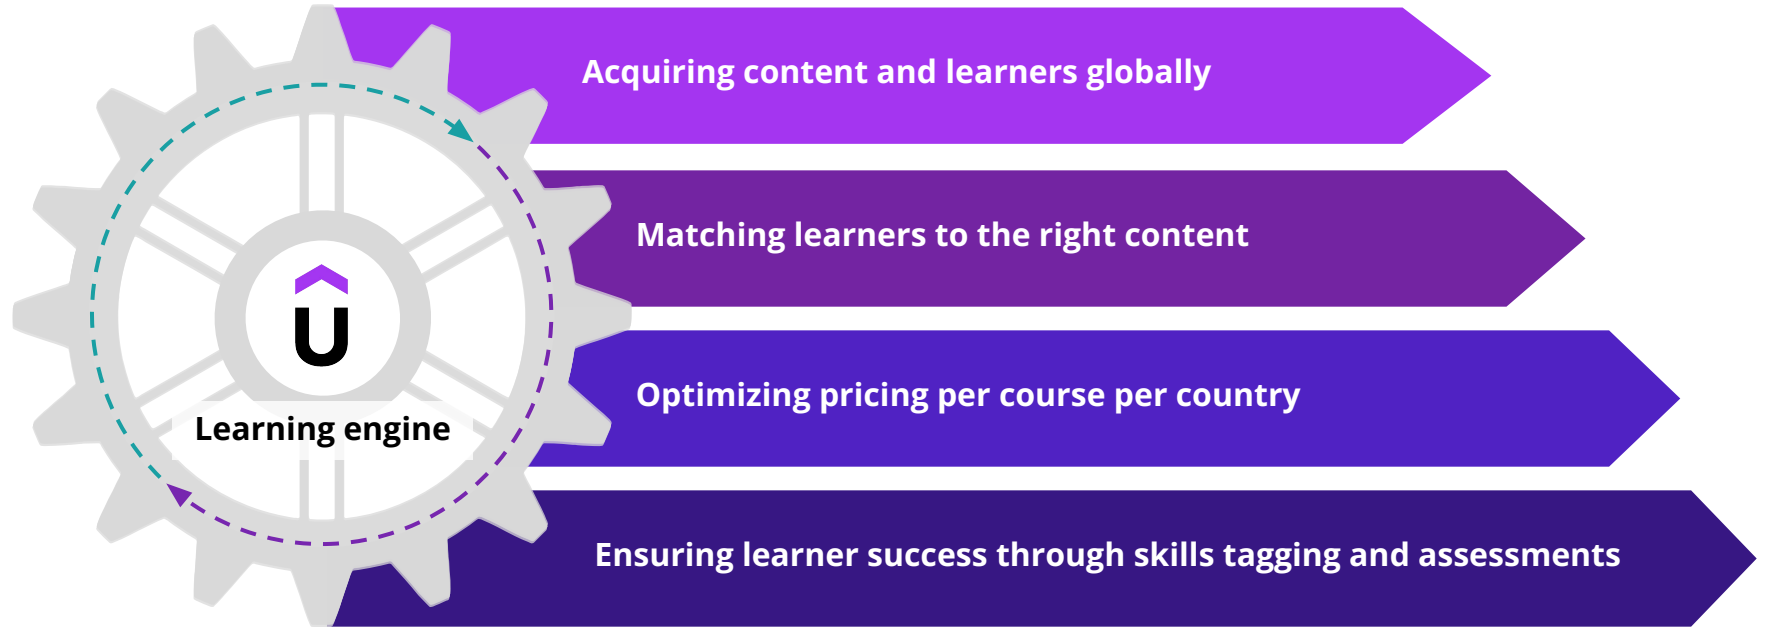 Acquiring content and learners globally
Matching learners to the right content
Optimizing pricing per course per country
Ensuring learner success through skills tagging and assessments
U
Learning engine